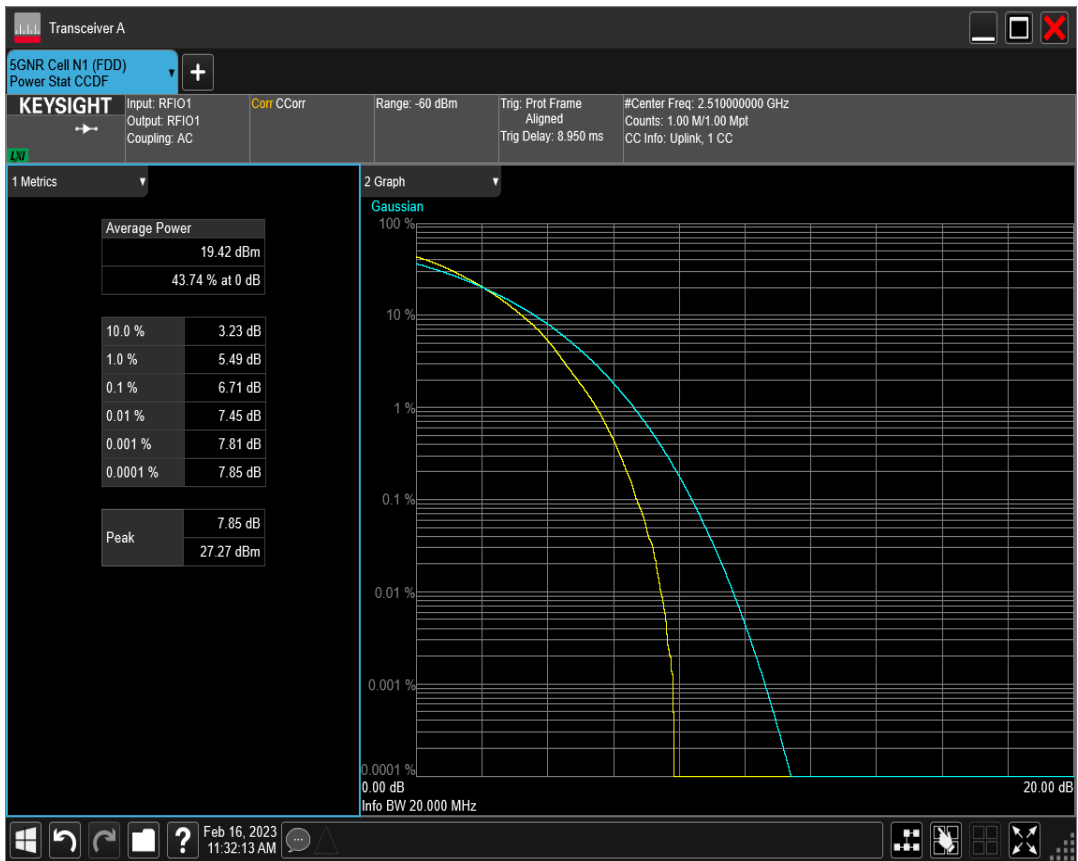 Transceiver A
5GNR Cell N1 (FDD)
Power Stat CCDF
KEYSIGHT
LXI
Input: RFIO1
Output: RFIO1
Coupling: AC
Corr CCorr
Range: -60 dBm
Trig: Prot Frame
Aligned
Trig Delay: 8.950 ms
#Center Freq: 2.510000000 GHz
Counts: 1.00 M/1.00 Mpt
CC Info: Uplink, 1 CC
1 Metrics
Average Power
19.42 dBm
43.74 % at 0 dB
10.0 % 3.23 dB
1.0 % 5.49 dB
0.1 % 6.71 dB
0.01 % 7.45 dB
0.001 % 7.81 dB
0.0001 % 7.85 dB
Peak
7.85 dB
27.27 dBm
2 Graph
Gaussian
100 %
10 %
1 %
0.1 %
0.01 %
0.001 %
0.0001 %
0.00 dB 20.00 dB
Info BW 20.000 MHz
Feb 16, 2023
11:32:13 AM